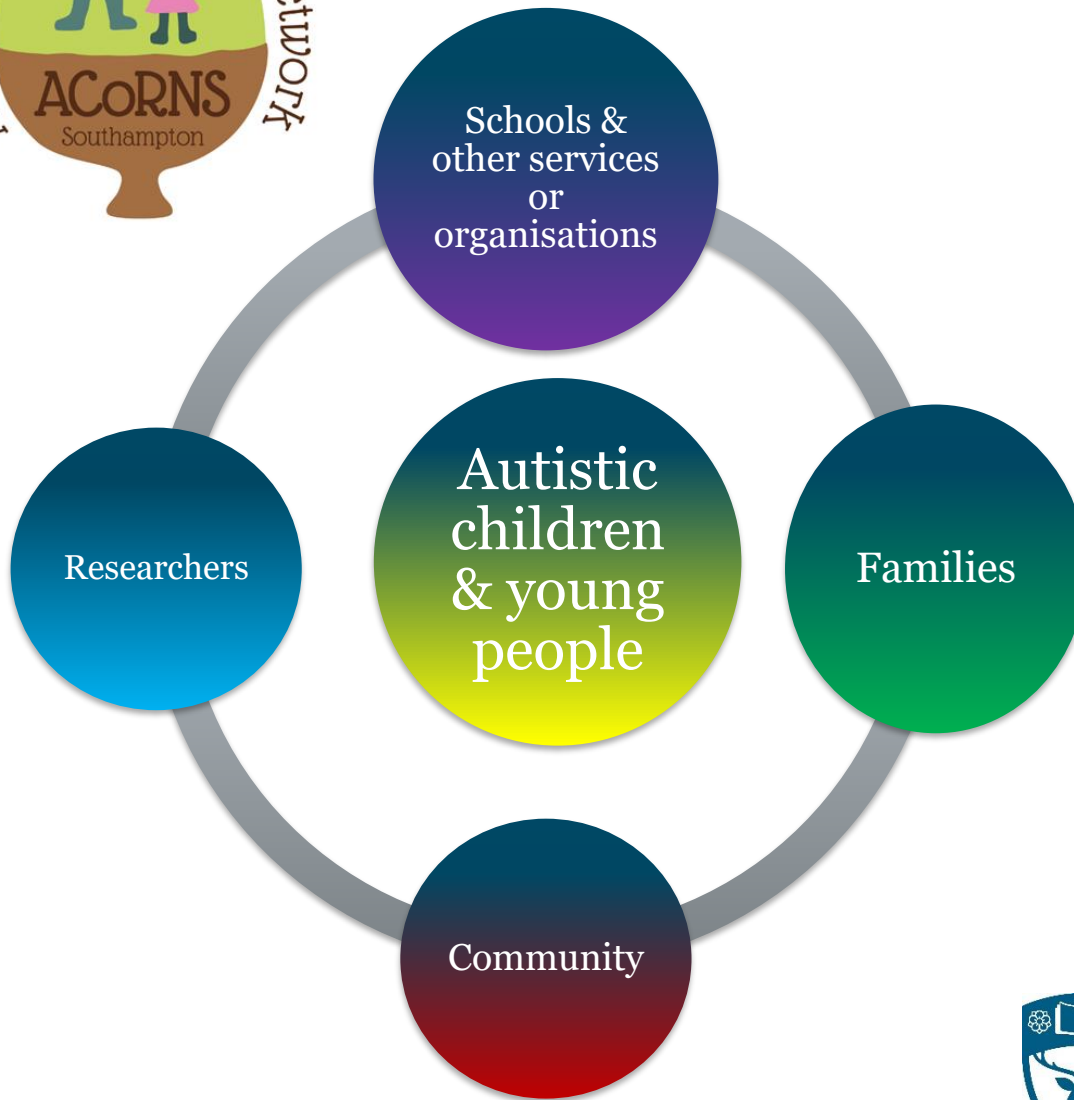 ACoRNS
Southampton
Schools &
other services
or
organisations
Autistic
children
& young
people
Researchers
Families
Community